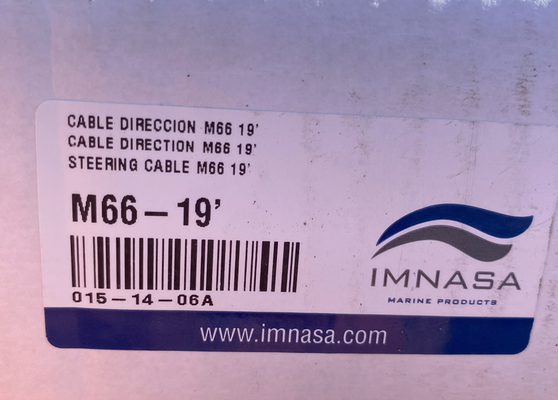 CABLE DIRECCION M66 19'
CABLE DIRECTION M66 19'
STEERING CABLE M66 19'
M66-19'
015-14-06A
IMNASA
MARINE PRODUCTS
www.imnasa.com